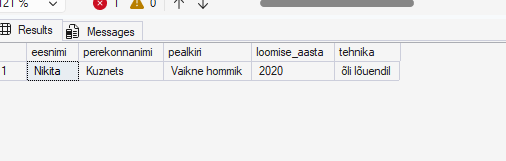 121 % 1 0
Results Messages
eesnimi perekonnanimi pealkiri loomise_aasta tehnika
1 Nikita Kuznets Vaikne hommik 2020 õli lõuendil